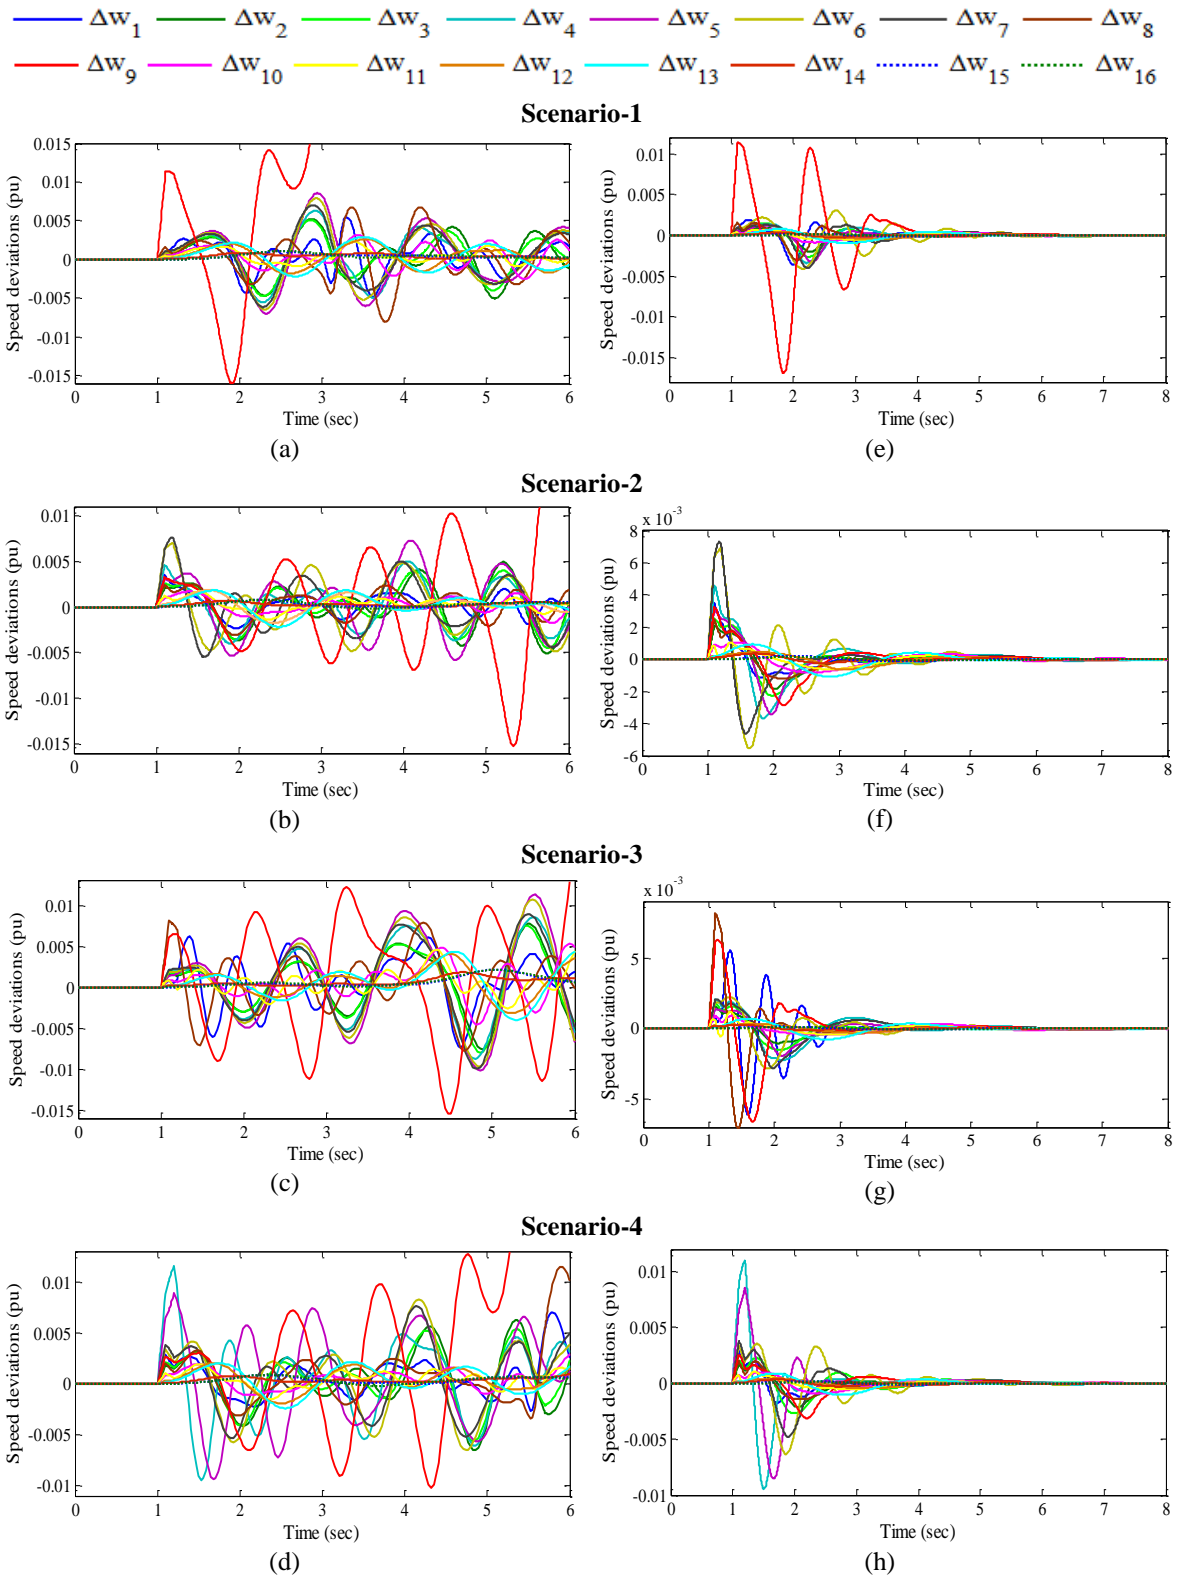 Δw1 Δw2 Δw3 Δw4 Δw5 Δw6 Δw7 Δw8
Δw9 Δw10 Δw11 Δw12 Δw13 Δw14 Δw15 Δw16
Scenario-1
Speed deviations (pu)
0.015
0.01
0.005
0
-0.005
-0.01
-0.015
0 1 2 3 4 5 6
Time (sec)
(a)
Speed deviations (pu)
0.01
0.005
0
-0.005
-0.01
-0.015
0 1 2 3 4 5 6 7 8
Time (sec)
(e)
Scenario-2
Speed deviations (pu)
0.01
0.005
0
-0.005
-0.01
-0.015
0 1 2 3 4 5 6
Time (sec)
(b)
x 10-3
Speed deviations (pu)
8
6
4
2
0
-2
-4
-6
0 1 2 3 4 5 6 7 8
Time (sec)
(f)
Scenario-3
Speed deviations (pu)
0.01
0.005
0
-0.005
-0.01
-0.015
0 1 2 3 4 5 6
Time (sec)
(c)
x 10-3
Speed deviations (pu)
5
0
-5
0 1 2 3 4 5 6 7 8
Time (sec)
(g)
Scenario-4
Speed deviations (pu)
0.01
0.005
0
-0.005
-0.01
0 1 2 3 4 5 6
Time (sec)
(d)
Speed deviations (pu)
0.01
0.005
0
-0.005
-0.01
0 1 2 3 4 5 6 7 8
Time (sec)
(h)